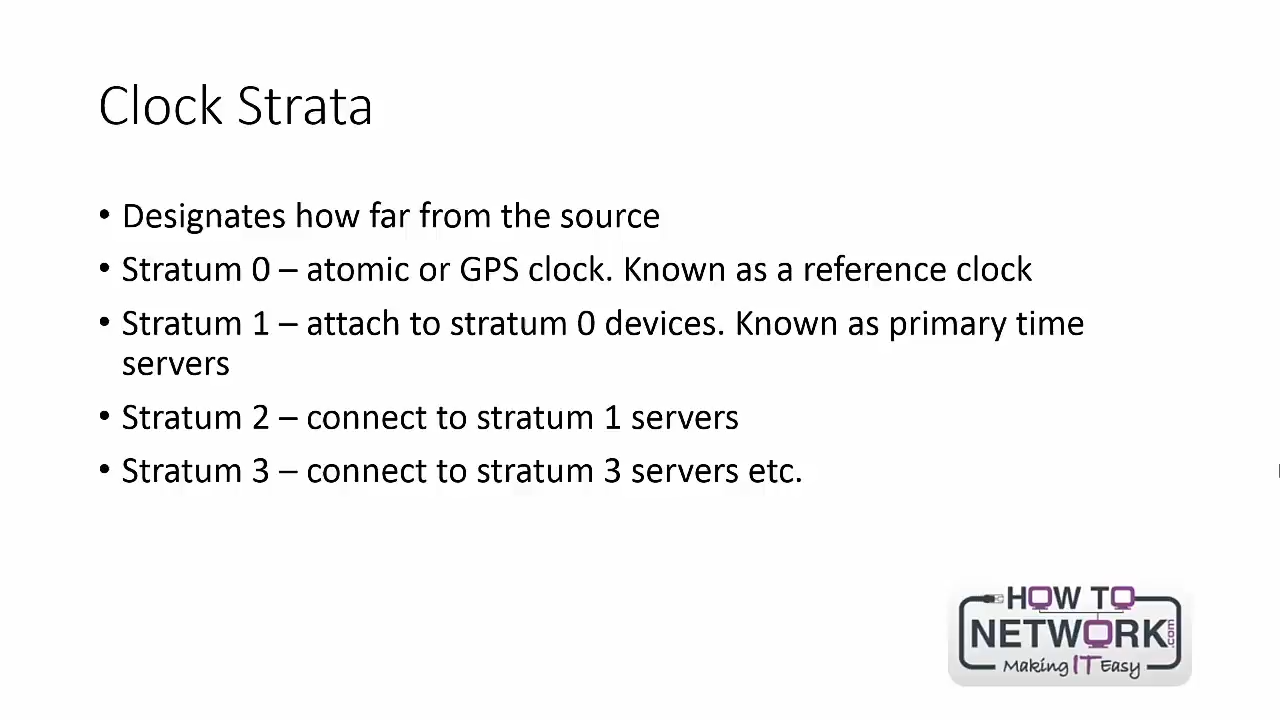 Clock Strata
• Designates how far from the source
• Stratum 0 – atomic or GPS clock. Known as a reference clock
• Stratum 1 – attach to stratum 0 devices. Known as primary time
servers
• Stratum 2 – connect to stratum 1 servers
• Stratum 3 – connect to stratum 3 servers etc.
HOW TO
NETWORK.com
Making IT Easy